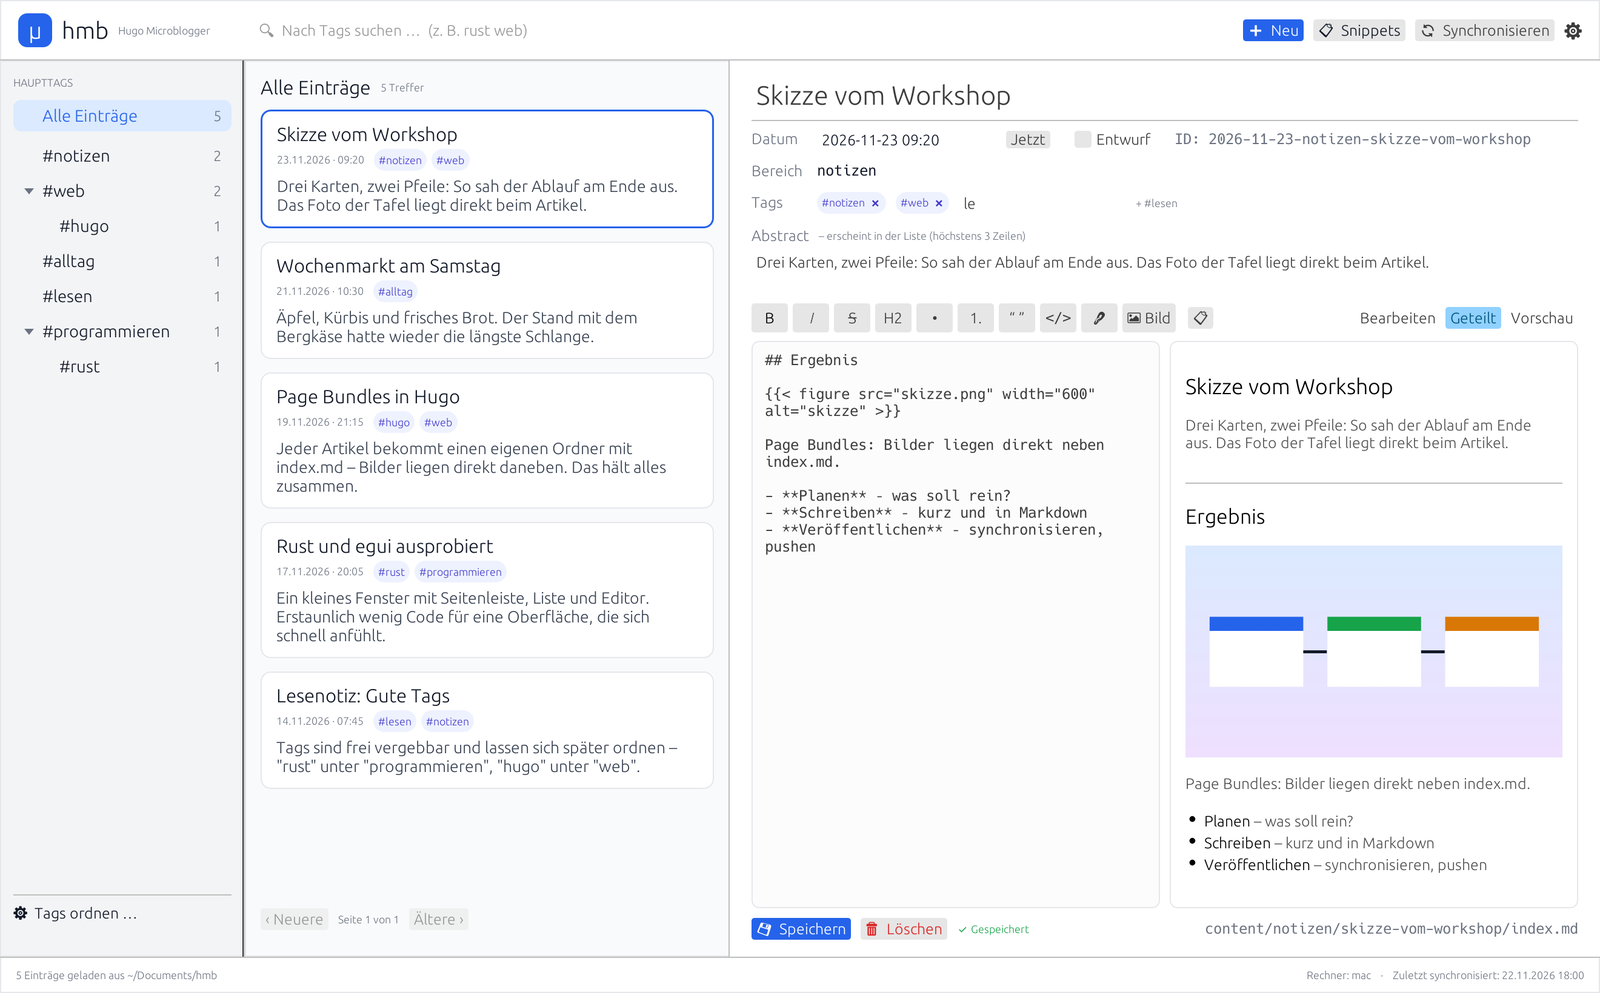 µ hmb Hugo Microblogger
Nach Tags suchen … (z. B. rust web)
+ Neu
Snippets
Synchronisieren
HAUPTTAGS
Alle Einträge 5
#notizen 2
#web 2
#hugo 1
#alltag 1
#lesen 1
#programmieren 1
#rust 1
Tags ordnen …
Alle Einträge 5 Treffer
Skizze vom Workshop
23.11.2026 · 09:20 #notizen #web
Drei Karten, zwei Pfeile: So sah der Ablauf am Ende aus.
Das Foto der Tafel liegt direkt beim Artikel.
Wochenmarkt am Samstag
21.11.2026 · 10:30 #alltag
Äpfel, Kürbis und frisches Brot. Der Stand mit dem
Bergkäse hatte wieder die längste Schlange.
Page Bundles in Hugo
19.11.2026 · 21:15 #hugo #web
Jeder Artikel bekommt einen eigenen Ordner mit
index.md – Bilder liegen direkt daneben. Das hält alles
zusammen.
Rust und egui ausprobiert
17.11.2026 · 20:05 #rust #programmieren
Ein kleines Fenster mit Seitenleiste, Liste und Editor.
Erstaunlich wenig Code für eine Oberfläche, die sich
schnell anfühlt.
Lesenotiz: Gute Tags
14.11.2026 · 07:45 #lesen #notizen
Tags sind frei vergebbar und lassen sich später ordnen –
"rust" unter "programmieren", "hugo" unter "web".
‹ Neuere Seite 1 von 1 Ältere ›
Skizze vom Workshop
Datum 2026-11-23 09:20 Jetzt Entwurf ID: 2026-11-23-notizen-skizze-vom-workshop
Bereich notizen
Tags #notizen × #web × le + #lesen
Abstract – erscheint in der Liste (höchstens 3 Zeilen)
Drei Karten, zwei Pfeile: So sah der Ablauf am Ende aus. Das Foto der Tafel liegt direkt beim Artikel.
B I S H2 • 1. “ ” </> Bild
Bearbeiten Geteilt Vorschau
## Ergebnis
{{< figure src="skizze.png" width="600"
alt="skizze" >}}
Page Bundles: Bilder liegen direkt neben
index.md.
- **Planen** - was soll rein?
- **Schreiben** - kurz und in Markdown
- **Veröffentlichen** - synchronisieren,
pushen
Skizze vom Workshop
Drei Karten, zwei Pfeile: So sah der Ablauf am Ende
aus. Das Foto der Tafel liegt direkt beim Artikel.
Ergebnis
Page Bundles: Bilder liegen direkt neben index.md.
• Planen – was soll rein?
• Schreiben – kurz und in Markdown
• Veröffentlichen – synchronisieren, pushen
Speichern Löschen ✓ Gespeichert
content/notizen/skizze-vom-workshop/index.md
5 Einträge geladen aus ~/Documents/hmb
Rechner: mac · Zuletzt synchronisiert: 22.11.2026 18:00